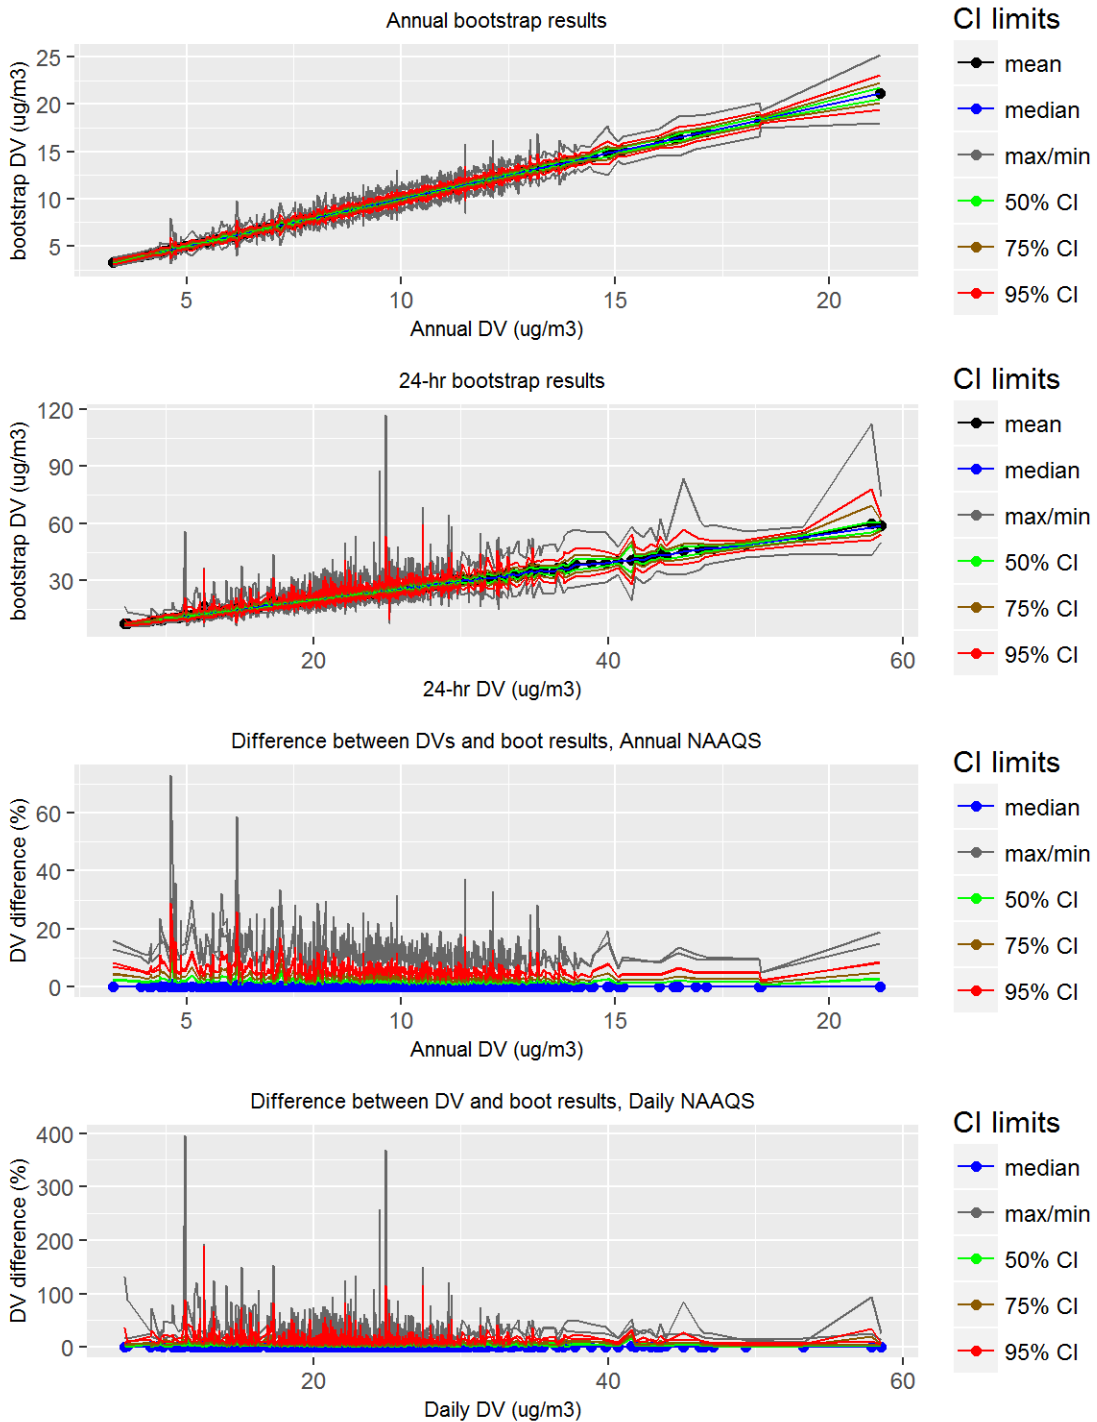 Annual bootstrap results
CI limits
25
20
15
10
5
bootstrap DV (ug/m3)
5
10
15
20
Annual DV (ug/m3)
mean
median
max/min
50% CI
75% CI
95% CI
24-hr bootstrap results
CI limits
120
90
60
30
bootstrap DV (ug/m3)
20
40
60
24-hr DV (ug/m3)
mean
median
max/min
50% CI
75% CI
95% CI
Difference between DVs and boot results, Annual NAAQS
CI limits
60
40
20
0
DV difference (%)
5
10
15
20
Annual DV (ug/m3)
median
max/min
50% CI
75% CI
95% CI
Difference between DV and boot results, Daily NAAQS
CI limits
400
300
200
100
0
DV difference (%)
20
40
60
Daily DV (ug/m3)
median
max/min
50% CI
75% CI
95% CI